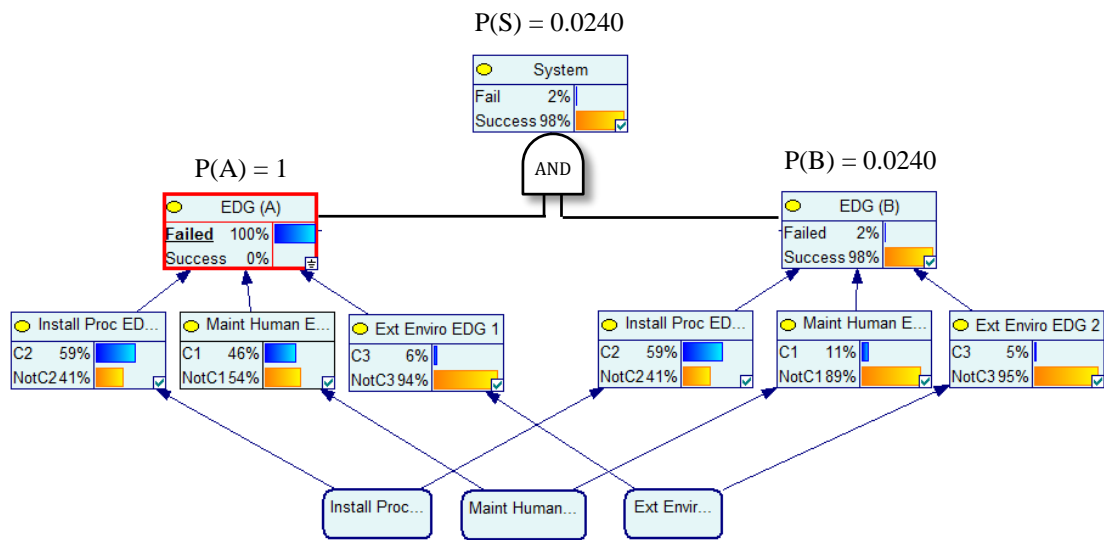 P(S) = 0.0240
System
Fail 2%
Success 98%
AND
P(A) = 1
P(B) = 0.0240
EDG (A)
Failed 100%
Success 0%
EDG (B)
Failed 2%
Success 98%
Install Proc ED...
C2 59%
NotC2 41%
Maint Human E...
C1 46%
NotC1 54%
Ext Enviro EDG 1
C3 6%
NotC3 94%
Install Proc ED...
C2 59%
NotC2 41%
Maint Human E...
C1 11%
NotC1 89%
Ext Enviro EDG 2
C3 5%
NotC3 95%
Install Proc...
Maint Human...
Ext Envir...